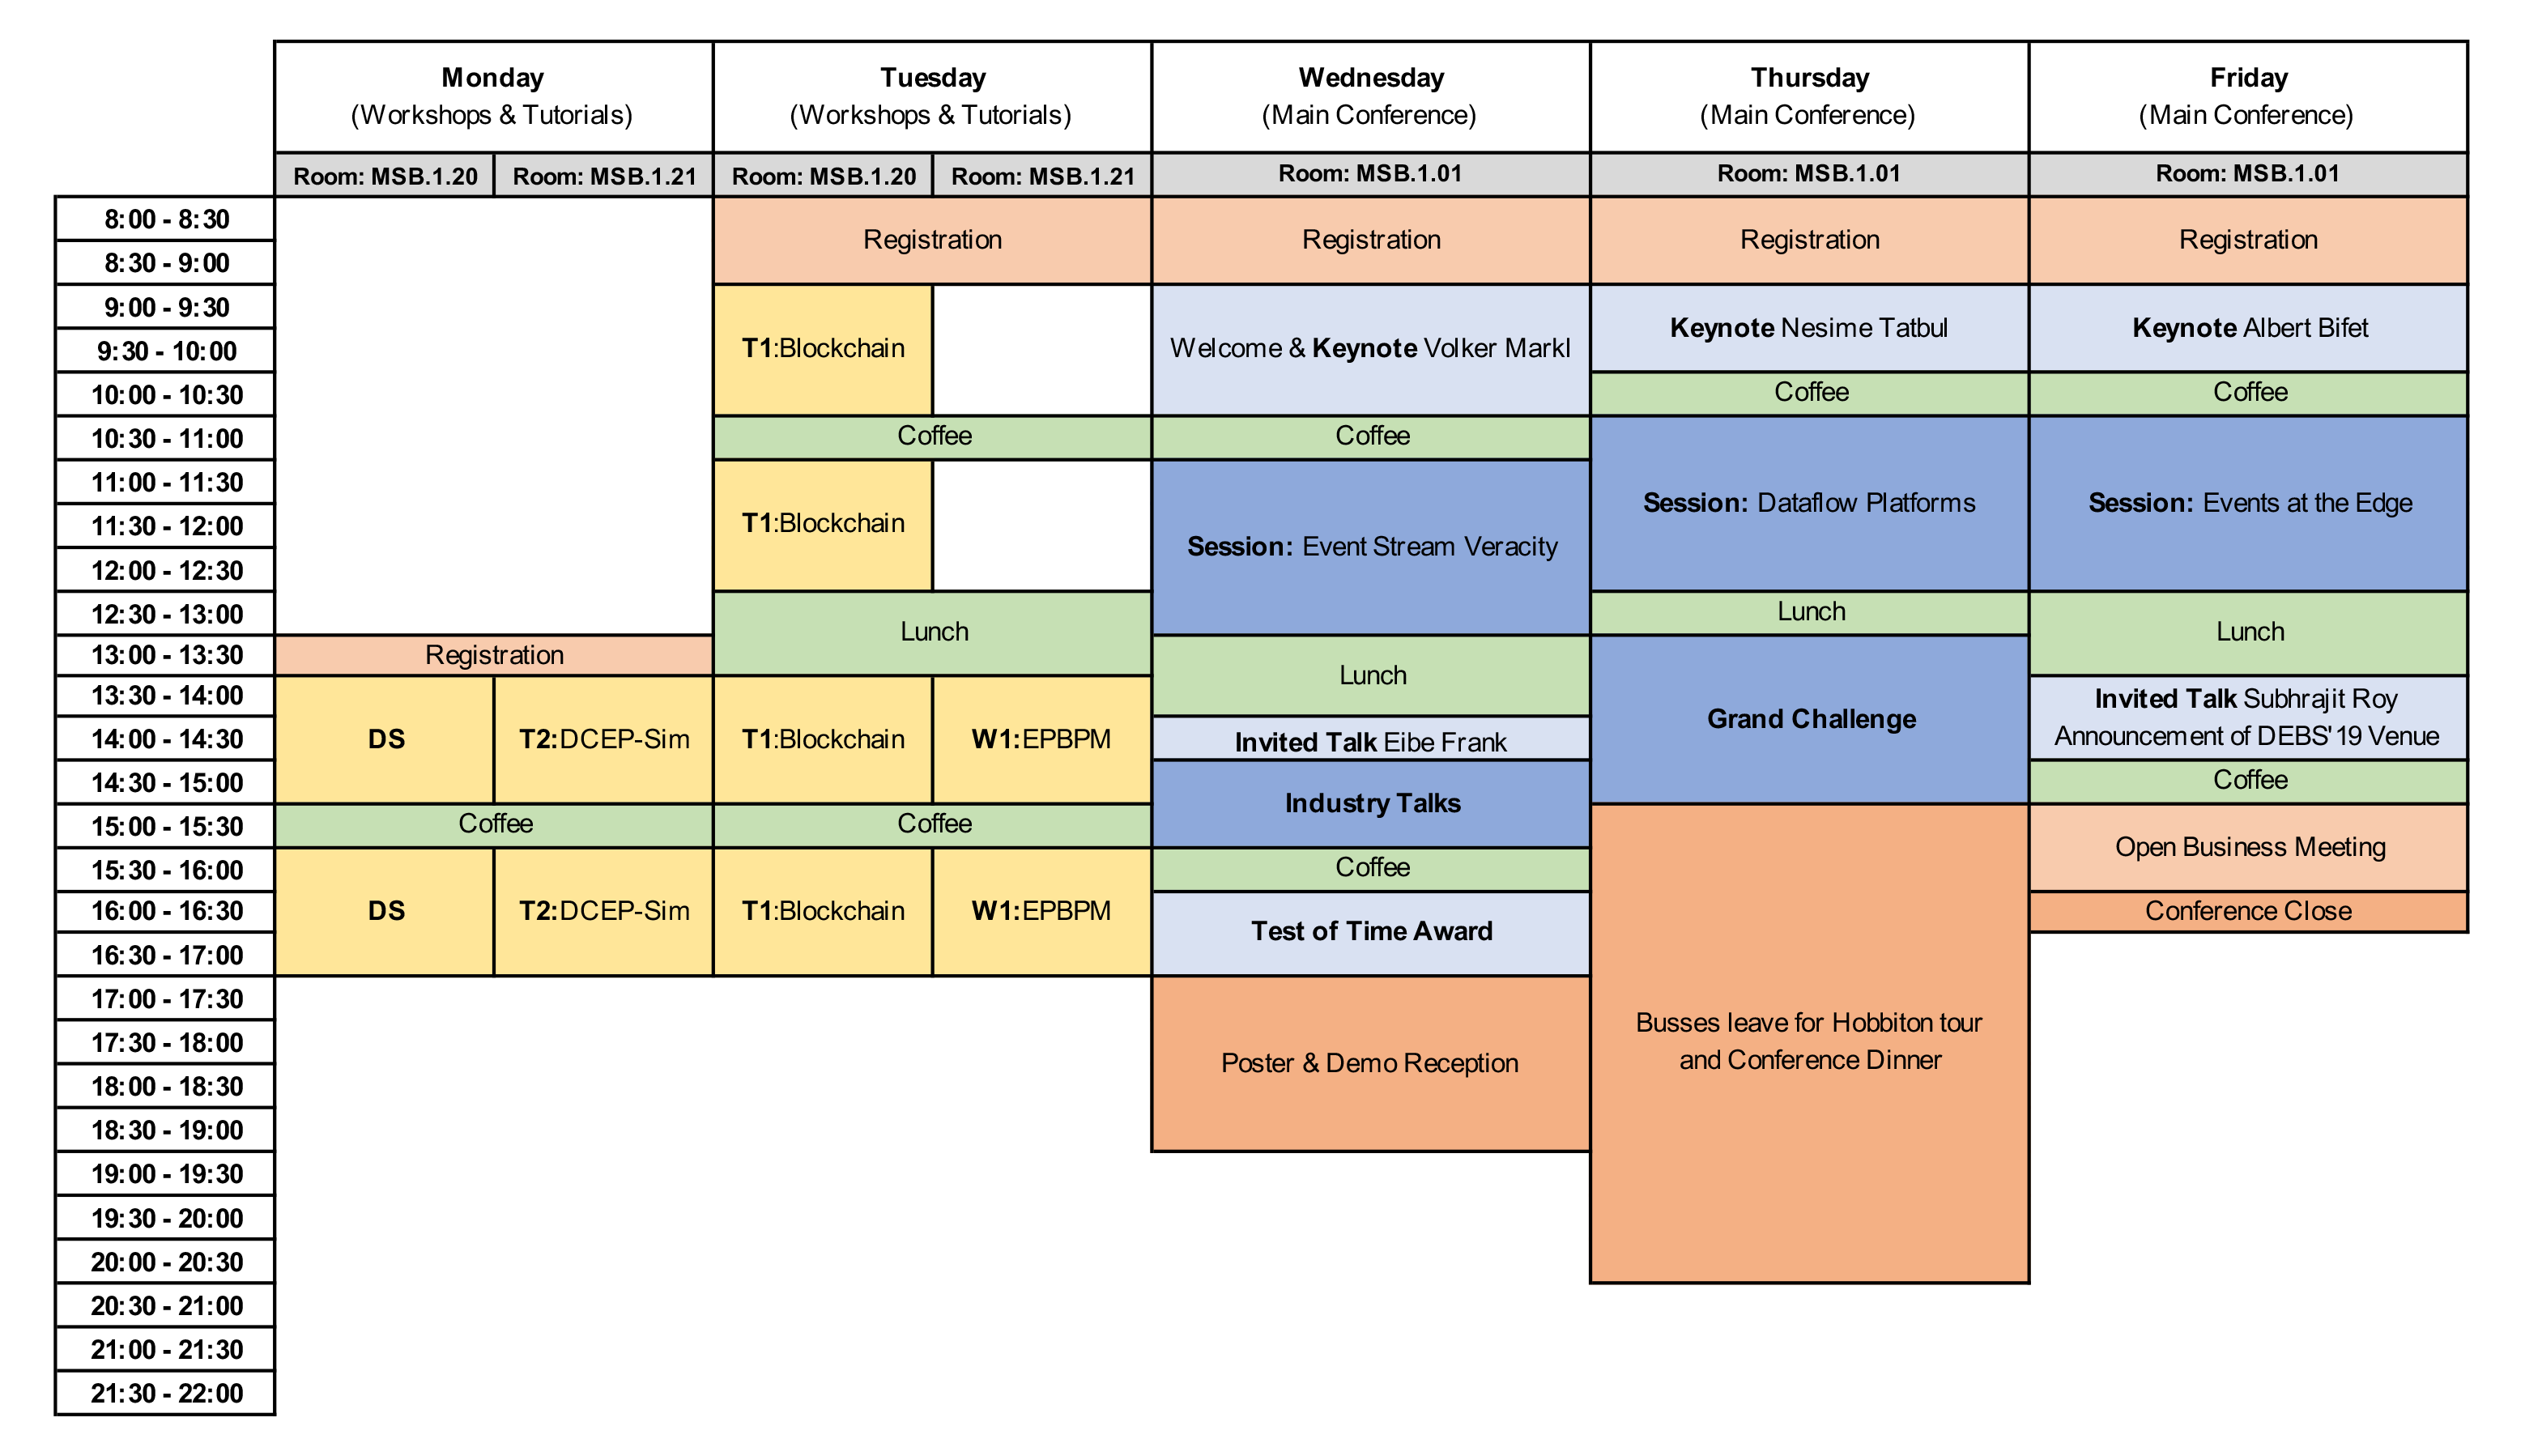 Monday
(Workshops & Tutorials)
Tuesday
(Workshops & Tutorials)
Wednesday
(Main Conference)
Thursday
(Main Conference)
Friday
(Main Conference)
Room: MSB.1.20
Room: MSB.1.21
Room: MSB.1.20
Room: MSB.1.21
Room: MSB.1.01
Room: MSB.1.01
Room: MSB.1.01
8:00 - 8:30
Registration
Registration
Registration
Registration
8:30 - 9:00
9:00 - 9:30
T1:Blockchain
Welcome & Keynote Volker Markl
Keynote Nesime Tatbul
Keynote Albert Bifet
9:30 - 10:00
10:00 - 10:30
Coffee
Coffee
10:30 - 11:00
Coffee
Coffee
Session: Dataflow Platforms
Session: Events at the Edge
11:00 - 11:30
T1:Blockchain
Session: Event Stream Veracity
11:30 - 12:00
12:00 - 12:30
12:30 - 13:00
Lunch
Lunch
Lunch
13:00 - 13:30
Registration
Lunch
Grand Challenge
13:30 - 14:00
DS
T2:DCEP-Sim
T1:Blockchain
W1:EPBPM
Invited Talk Subhrajit Roy
Announcement of DEBS'19 Venue
14:00 - 14:30
Invited Talk Eibe Frank
14:30 - 15:00
Industry Talks
Coffee
15:00 - 15:30
Coffee
Coffee
Busses leave for Hobbiton tour
and Conference Dinner
Open Business Meeting
15:30 - 16:00
DS
T2:DCEP-Sim
T1:Blockchain
W1:EPBPM
Coffee
16:00 - 16:30
Test of Time Award
Conference Close
16:30 - 17:00
17:00 - 17:30
Poster & Demo Reception
17:30 - 18:00
18:00 - 18:30
18:30 - 19:00
19:00 - 19:30
19:30 - 20:00
20:00 - 20:30
20:30 - 21:00
21:00 - 21:30
21:30 - 22:00